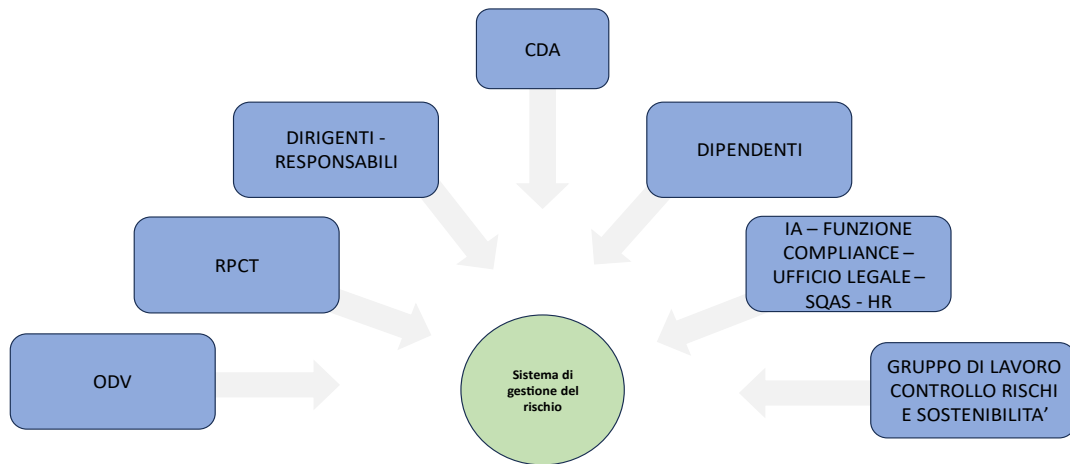 CDA
DIRIGENTI -
RESPONSABILI
DIPENDENTI
RPCT
IA – FUNZIONE
COMPLIANCE –
UFFICIO LEGALE –
SQAS - HR
ODV
Sistema di
gestione del
rischio
GRUPPO DI LAVORO
CONTROLLO RISCHI
E SOSTENIBILITA’